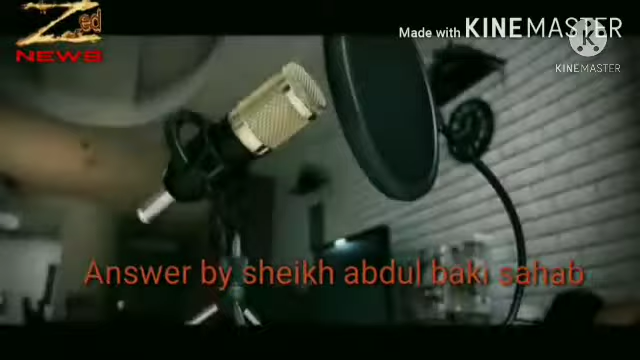 Zed
NEWS
Made with KINEMASTER
KINEMASTER
Answer by sheikh abdul baki sahab